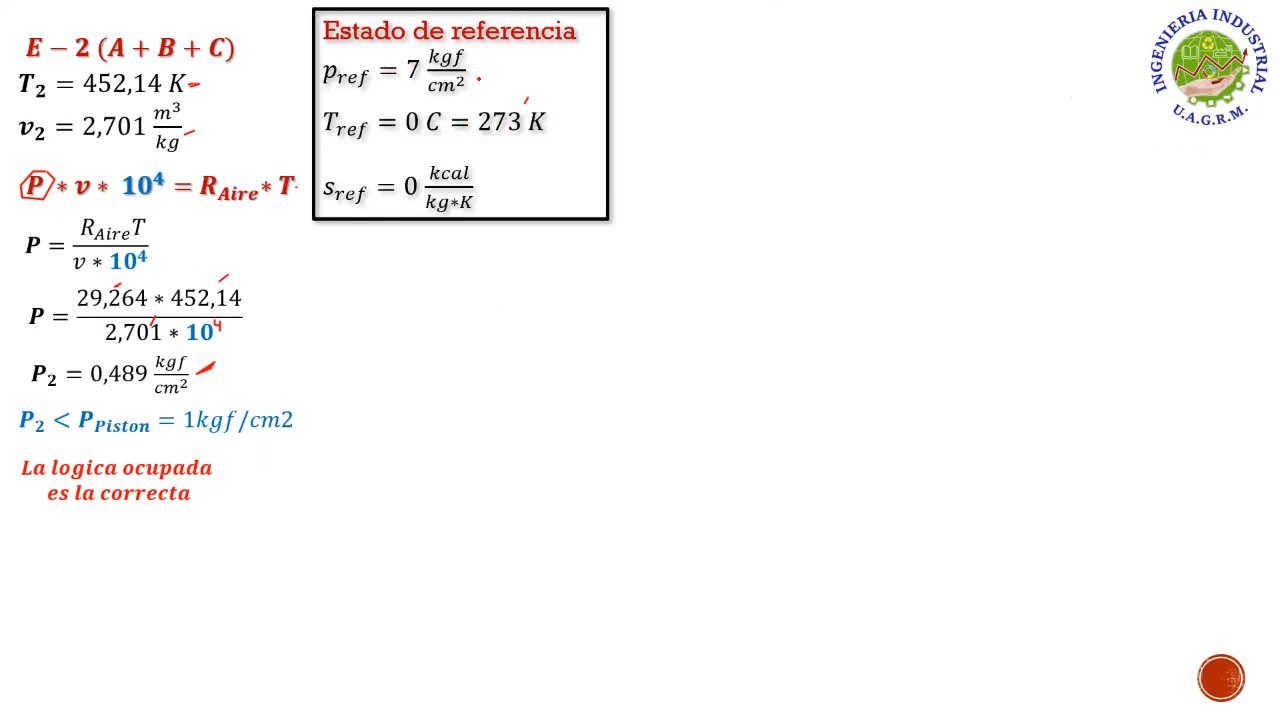 E − 2 (A + B + C)
T₂ = 452,14 K
v₂ = 2,701 m³/kg
P ∗ v ∗ 10⁴ = R_Aire ∗ T
P = R_Aire T / v ∗ 10⁴
P = 29,264 ∗ 452,14 / 2,701 ∗ 10⁴
P₂ = 0,489 kgf/cm²
P₂ < P_Piston = 1kgf/cm2
La logica ocupada
es la correcta
Estado de referencia
p_ref = 7 kgf/cm²
T_ref = 0 C = 273 K
s_ref = 0 kcal/kg∗K
INGENIERIA INDUSTRIAL
U.A.G.R.M.